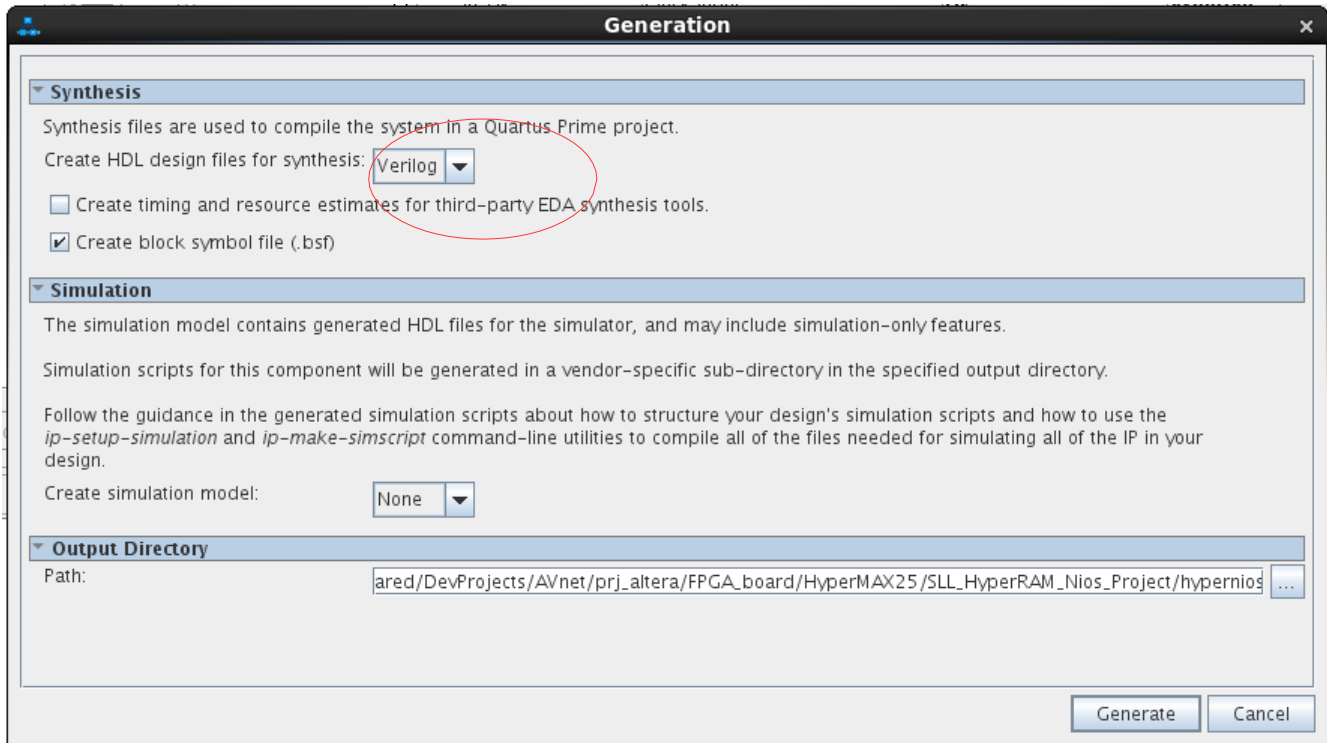 Generation
Synthesis
Synthesis files are used to compile the system in a Quartus Prime project.
Create HDL design files for synthesis: Verilog
Create timing and resource estimates for third-party EDA synthesis tools.
Create block symbol file (.bsf)
Simulation
The simulation model contains generated HDL files for the simulator, and may include simulation-only features.
Simulation scripts for this component will be generated in a vendor-specific sub-directory in the specified output directory.
Follow the guidance in the generated simulation scripts about how to structure your design's simulation scripts and how to use the
ip-setup-simulation and ip-make-simscript command-line utilities to compile all of the files needed for simulating all of the IP in your
design.
Create simulation model: None
Output Directory
Path: ared/DevProjects/AVnet/prj_altera/FPGA_board/HyperMAX25/SLL_HyperRAM_Nios_Project/hypernios ...
Generate Cancel